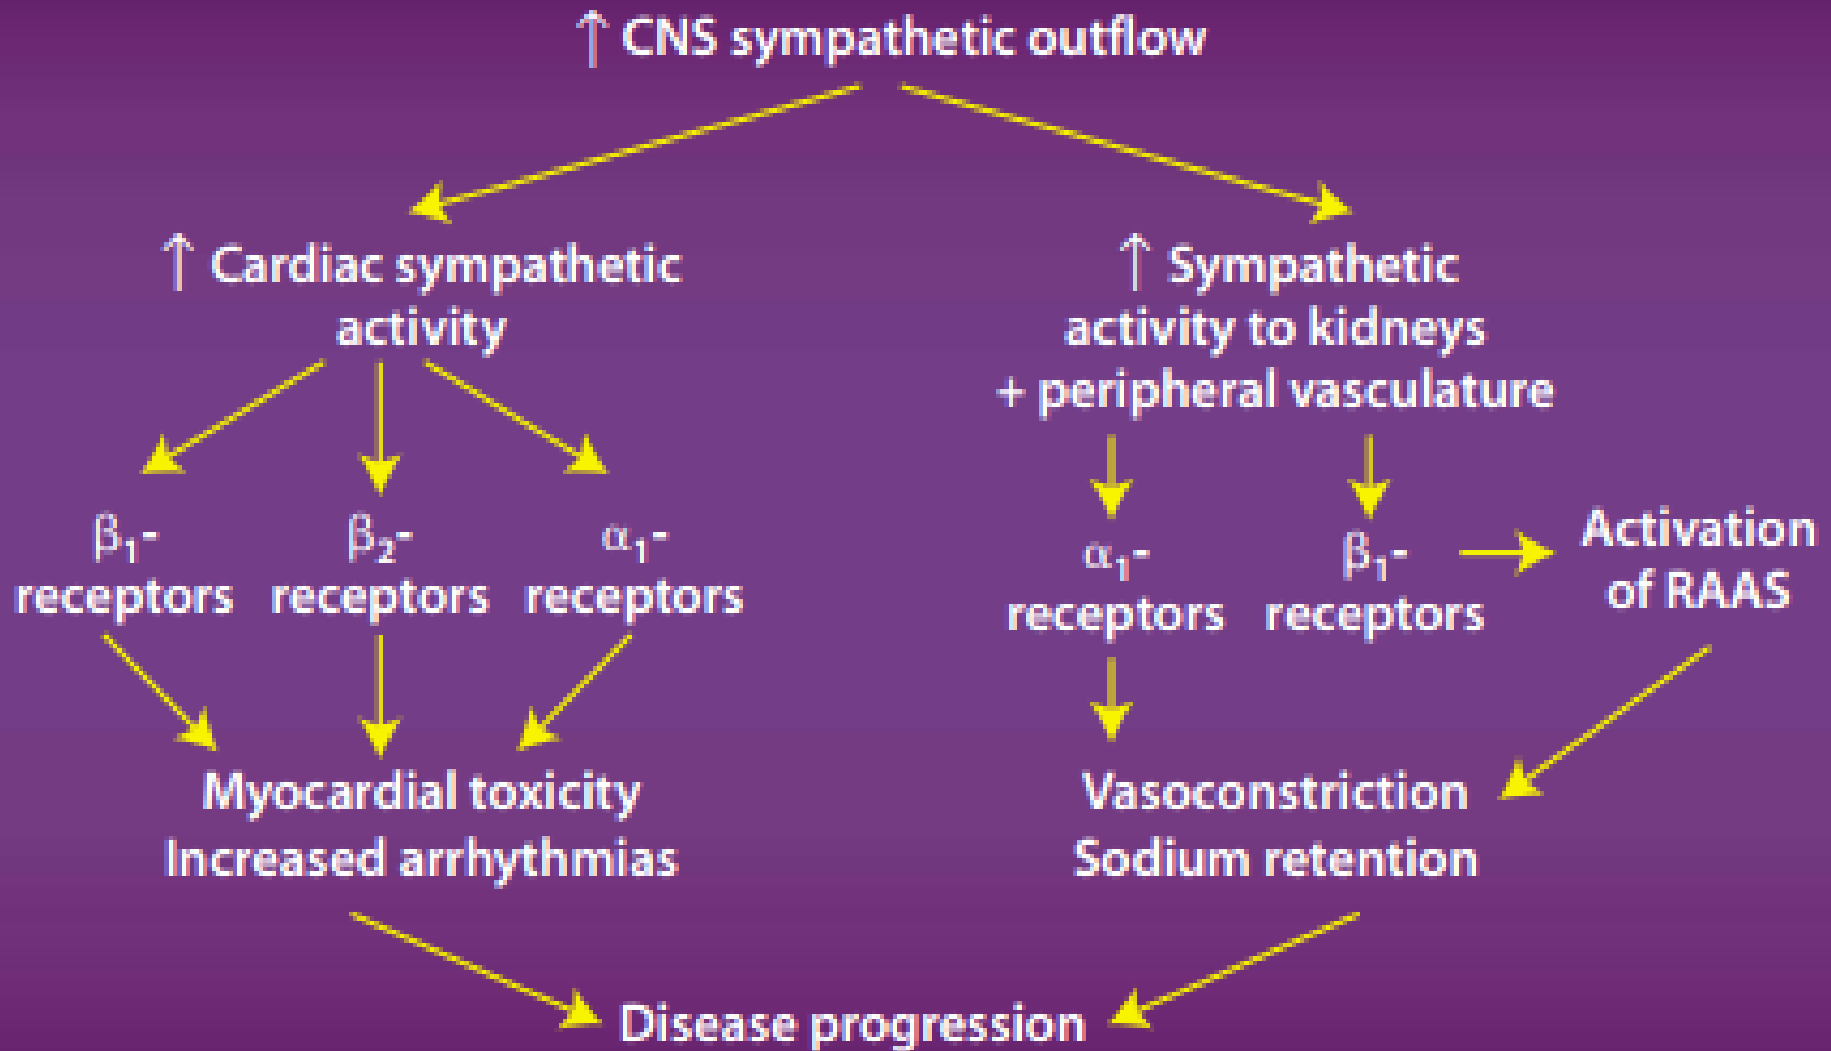 ↑ CNS sympathetic outflow
↑ Cardiac sympathetic
activity
↑ Sympathetic
activity to kidneys
+ peripheral vasculature
β₁-
receptors
β₂-
receptors
α₁-
receptors
α₁-
receptors
β₁-
receptors
Activation
of RAAS
Myocardial toxicity
Increased arrhythmias
Vasoconstriction
Sodium retention
Disease progression